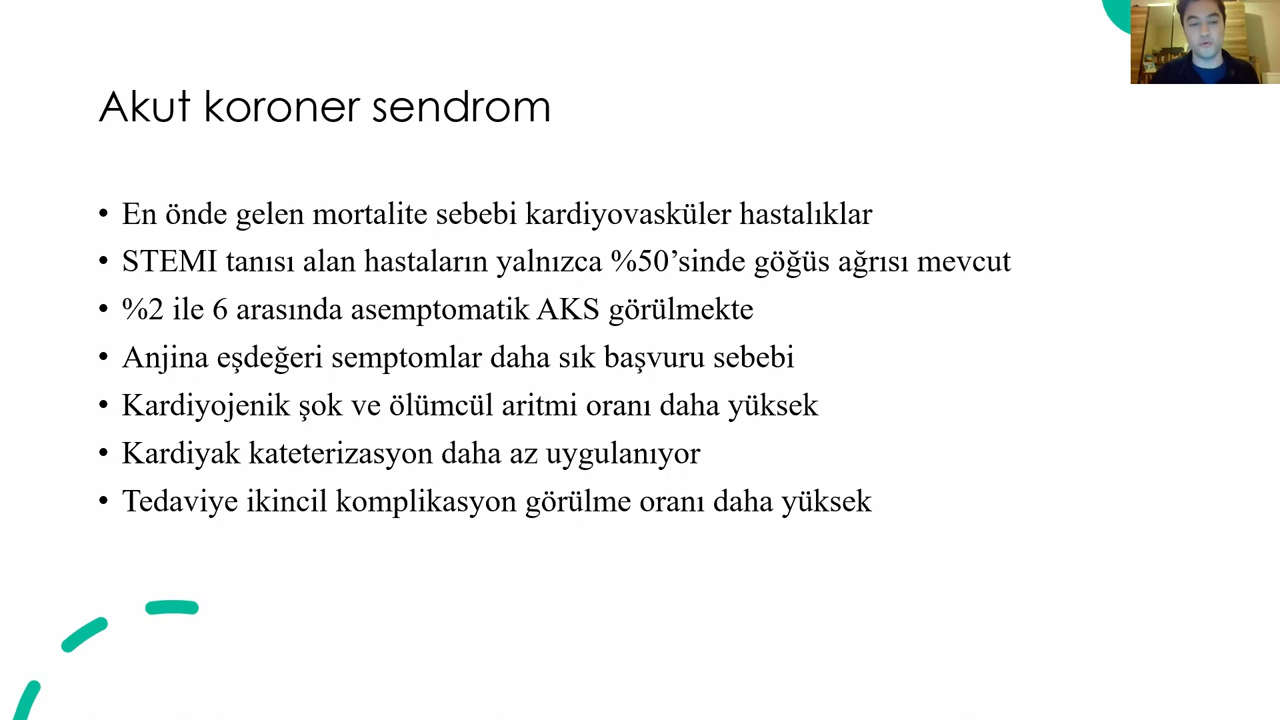 Akut koroner sendrom
• En önde gelen mortalite sebebi kardiyovasküler hastalıklar
• STEMI tanısı alan hastaların yalnızca %50’sinde göğüs ağrısı mevcut
• %2 ile 6 arasında asemptomatik AKS görülmekte
• Anjina eşdeğeri semptomlar daha sık başvuru sebebi
• Kardiyojenik şok ve ölümcül aritmi oranı daha yüksek
• Kardiyak kateterizasyon daha az uygulanıyor
• Tedaviye ikincil komplikasyon görülme oranı daha yüksek